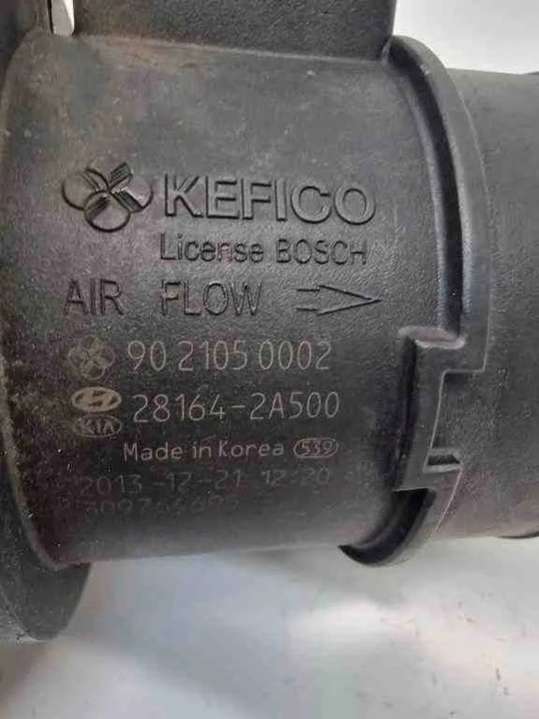 KEFICO
License BOSCH
AIR FLOW
90 2105 0002
28164-2A500
KIA
Made in Korea 539
2013-12-21 12:20